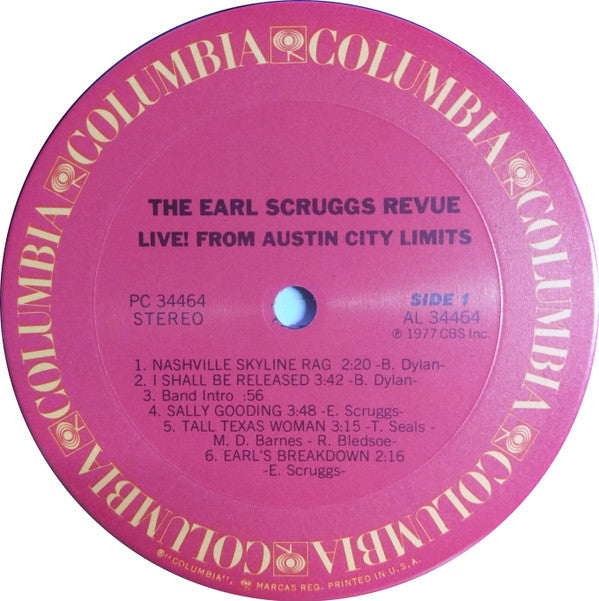 COLUMBIA COLUMBIA COLUMBIA COLUMBIA COLUMBIA COLUMBIA
THE EARL SCRUGGS REVUE
LIVE! FROM AUSTIN CITY LIMITS
PC 34464
STEREO
SIDE 1
AL 34464
℗ 1977 CBS Inc.
1. NASHVILLE SKYLINE RAG 2:20 -B. Dylan-
2. I SHALL BE RELEASED 3:42 -B. Dylan-
3. Band Intro :56
4. SALLY GOODING 3:48 -E. Scruggs-
5. TALL TEXAS WOMAN 3:15 -T. Seals -
M. D. Barnes - R. Bledsoe-
6. EARL'S BREAKDOWN 2:16
-E. Scruggs-
®"COLUMBIA", MARCAS REG. PRINTED IN U.S.A.